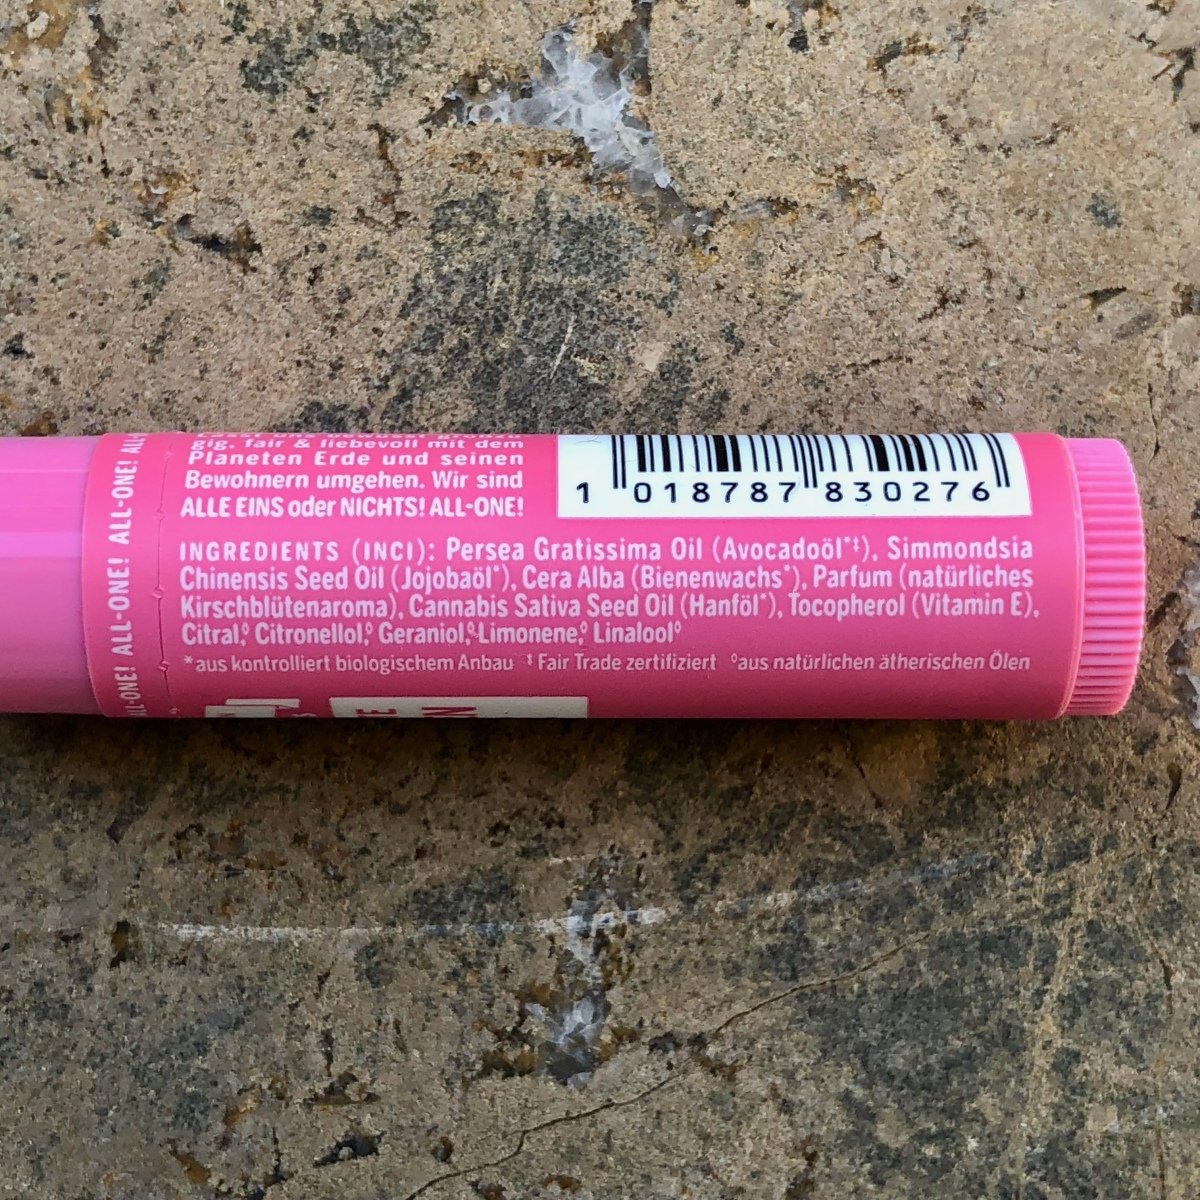 gig, fair & liebevoll mit dem
Planeten Erde und seinen
Bewohnern umgehen. Wir sind
ALLE EINS oder NICHTS! ALL-ONE!
1 018787 830276
INGREDIENTS (INCI): Persea Gratissima Oil (Avocadoöl*‡), Simmondsia
Chinensis Seed Oil (Jojobaöl*), Cera Alba (Bienenwachs*), Parfum (natürliches
Kirschblütenaroma), Cannabis Sativa Seed Oil (Hanföl*), Tocopherol (Vitamin E),
Citral,° Citronellol,° Geraniol,° Limonene,° Linalool°
*aus kontrolliert biologischem Anbau ‡ Fair Trade zertifiziert °aus natürlichen ätherischen Ölen
ALL-ONE! ALL-ONE! ALL-ONE!